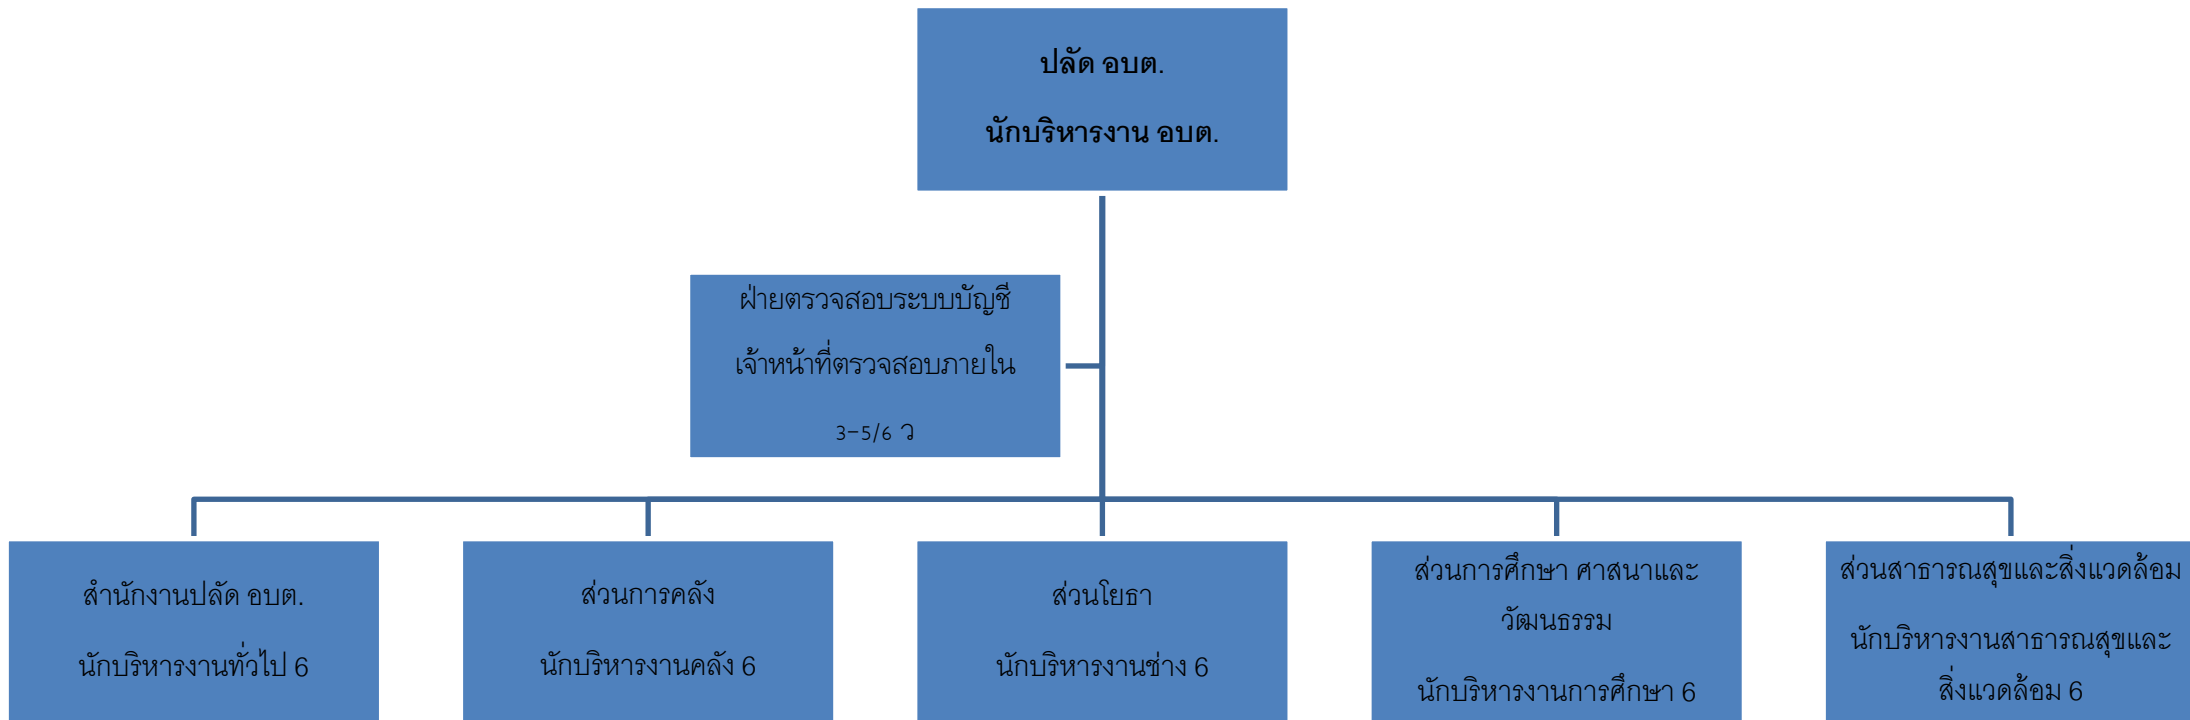 ปลัด อบต.
นักบริหารงาน อบต.
ฝ่ายตรวจสอบระบบบัญชี
เจ้าหน้าที่ตรวจสอบภายใน
3-5/6 ว
สำนักงานปลัด อบต.
นักบริหารงานทั่วไป 6
ส่วนการคลัง
นักบริหารงานคลัง 6
ส่วนโยธา
นักบริหารงานช่าง 6
ส่วนการศึกษา ศาสนาและ
วัฒนธรรม
นักบริหารงานการศึกษา 6
ส่วนสาธารณสุขและสิ่งแวดล้อม
นักบริหารงานสาธารณสุขและ
สิ่งแวดล้อม 6